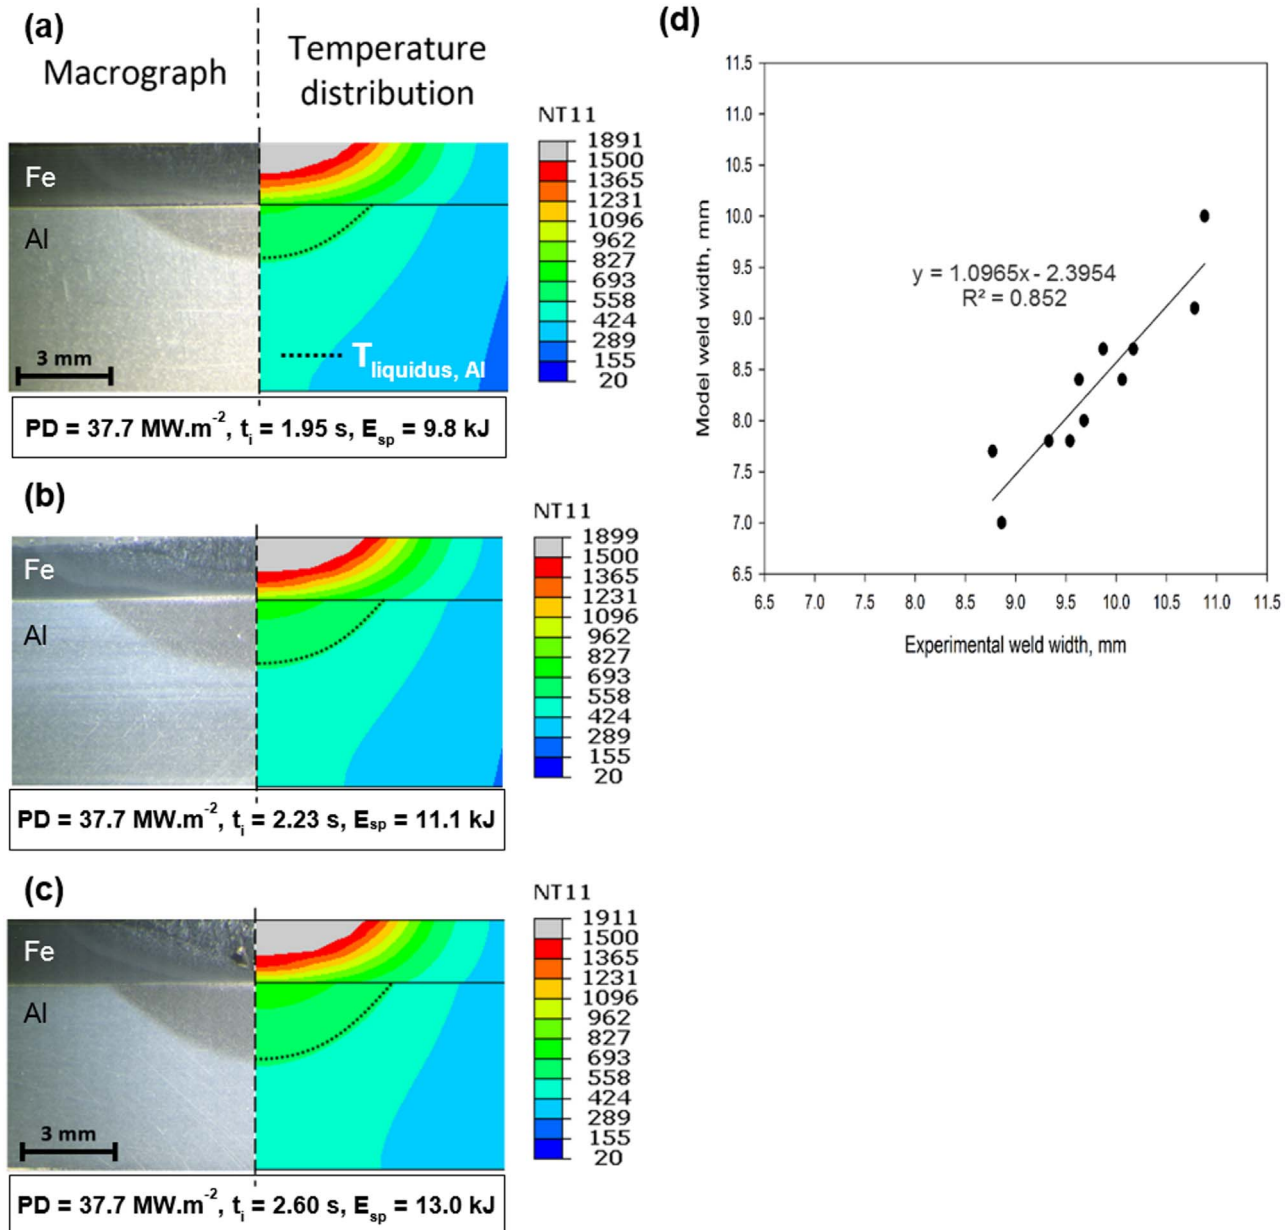 (a)
Macrograph
Temperature
distribution
NT11
1891
1500
1365
1231
1096
962
827
693
558
424
289
155
20
Fe
Al
3 mm
T liquidus, Al
PD = 37.7 MW.m-2, ti = 1.95 s, Esp = 9.8 kJ
(b)
NT11
1899
1500
1365
1231
1096
962
827
693
558
424
289
155
20
Fe
Al
PD = 37.7 MW.m-2, ti = 2.23 s, Esp = 11.1 kJ
(c)
NT11
1911
1500
1365
1231
1096
962
827
693
558
424
289
155
20
Fe
Al
3 mm
PD = 37.7 MW.m-2, ti = 2.60 s, Esp = 13.0 kJ
(d)
Model weld width, mm
11.5
11.0
10.5
10.0
9.5
9.0
8.5
8.0
7.5
7.0
6.5
y = 1.0965x - 2.3954
R² = 0.852
6.5 7.0 7.5 8.0 8.5 9.0 9.5 10.0 10.5 11.0 11.5
Experimental weld width, mm